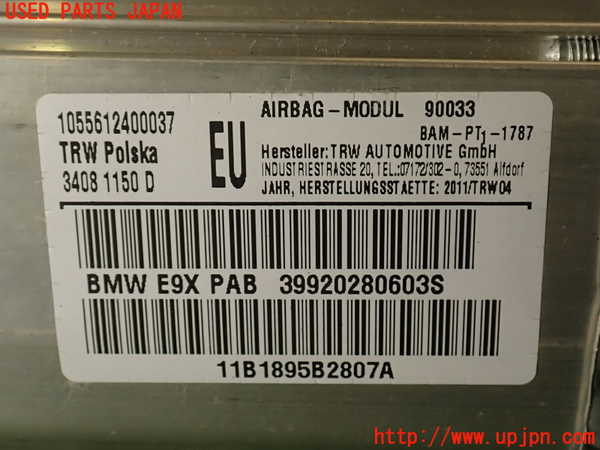 USED PARTS JAPAN
1055612400037
TRW Polska
3408 1150 D
EU
AIRBAG-MODUL 90033
BAM-PT1-1787
Hersteller: TRW AUTOMOTIVE GmbH
INDUSTRIESTRASSE 20, TEL.:07172/302-0, 73551 Alfdorf
JAHR, HERSTELLUNGSSTAETTE: 2011/TRW04
BMW E9X PAB 39920280603S
11B1895B2807A
http://www.upjpn.com/